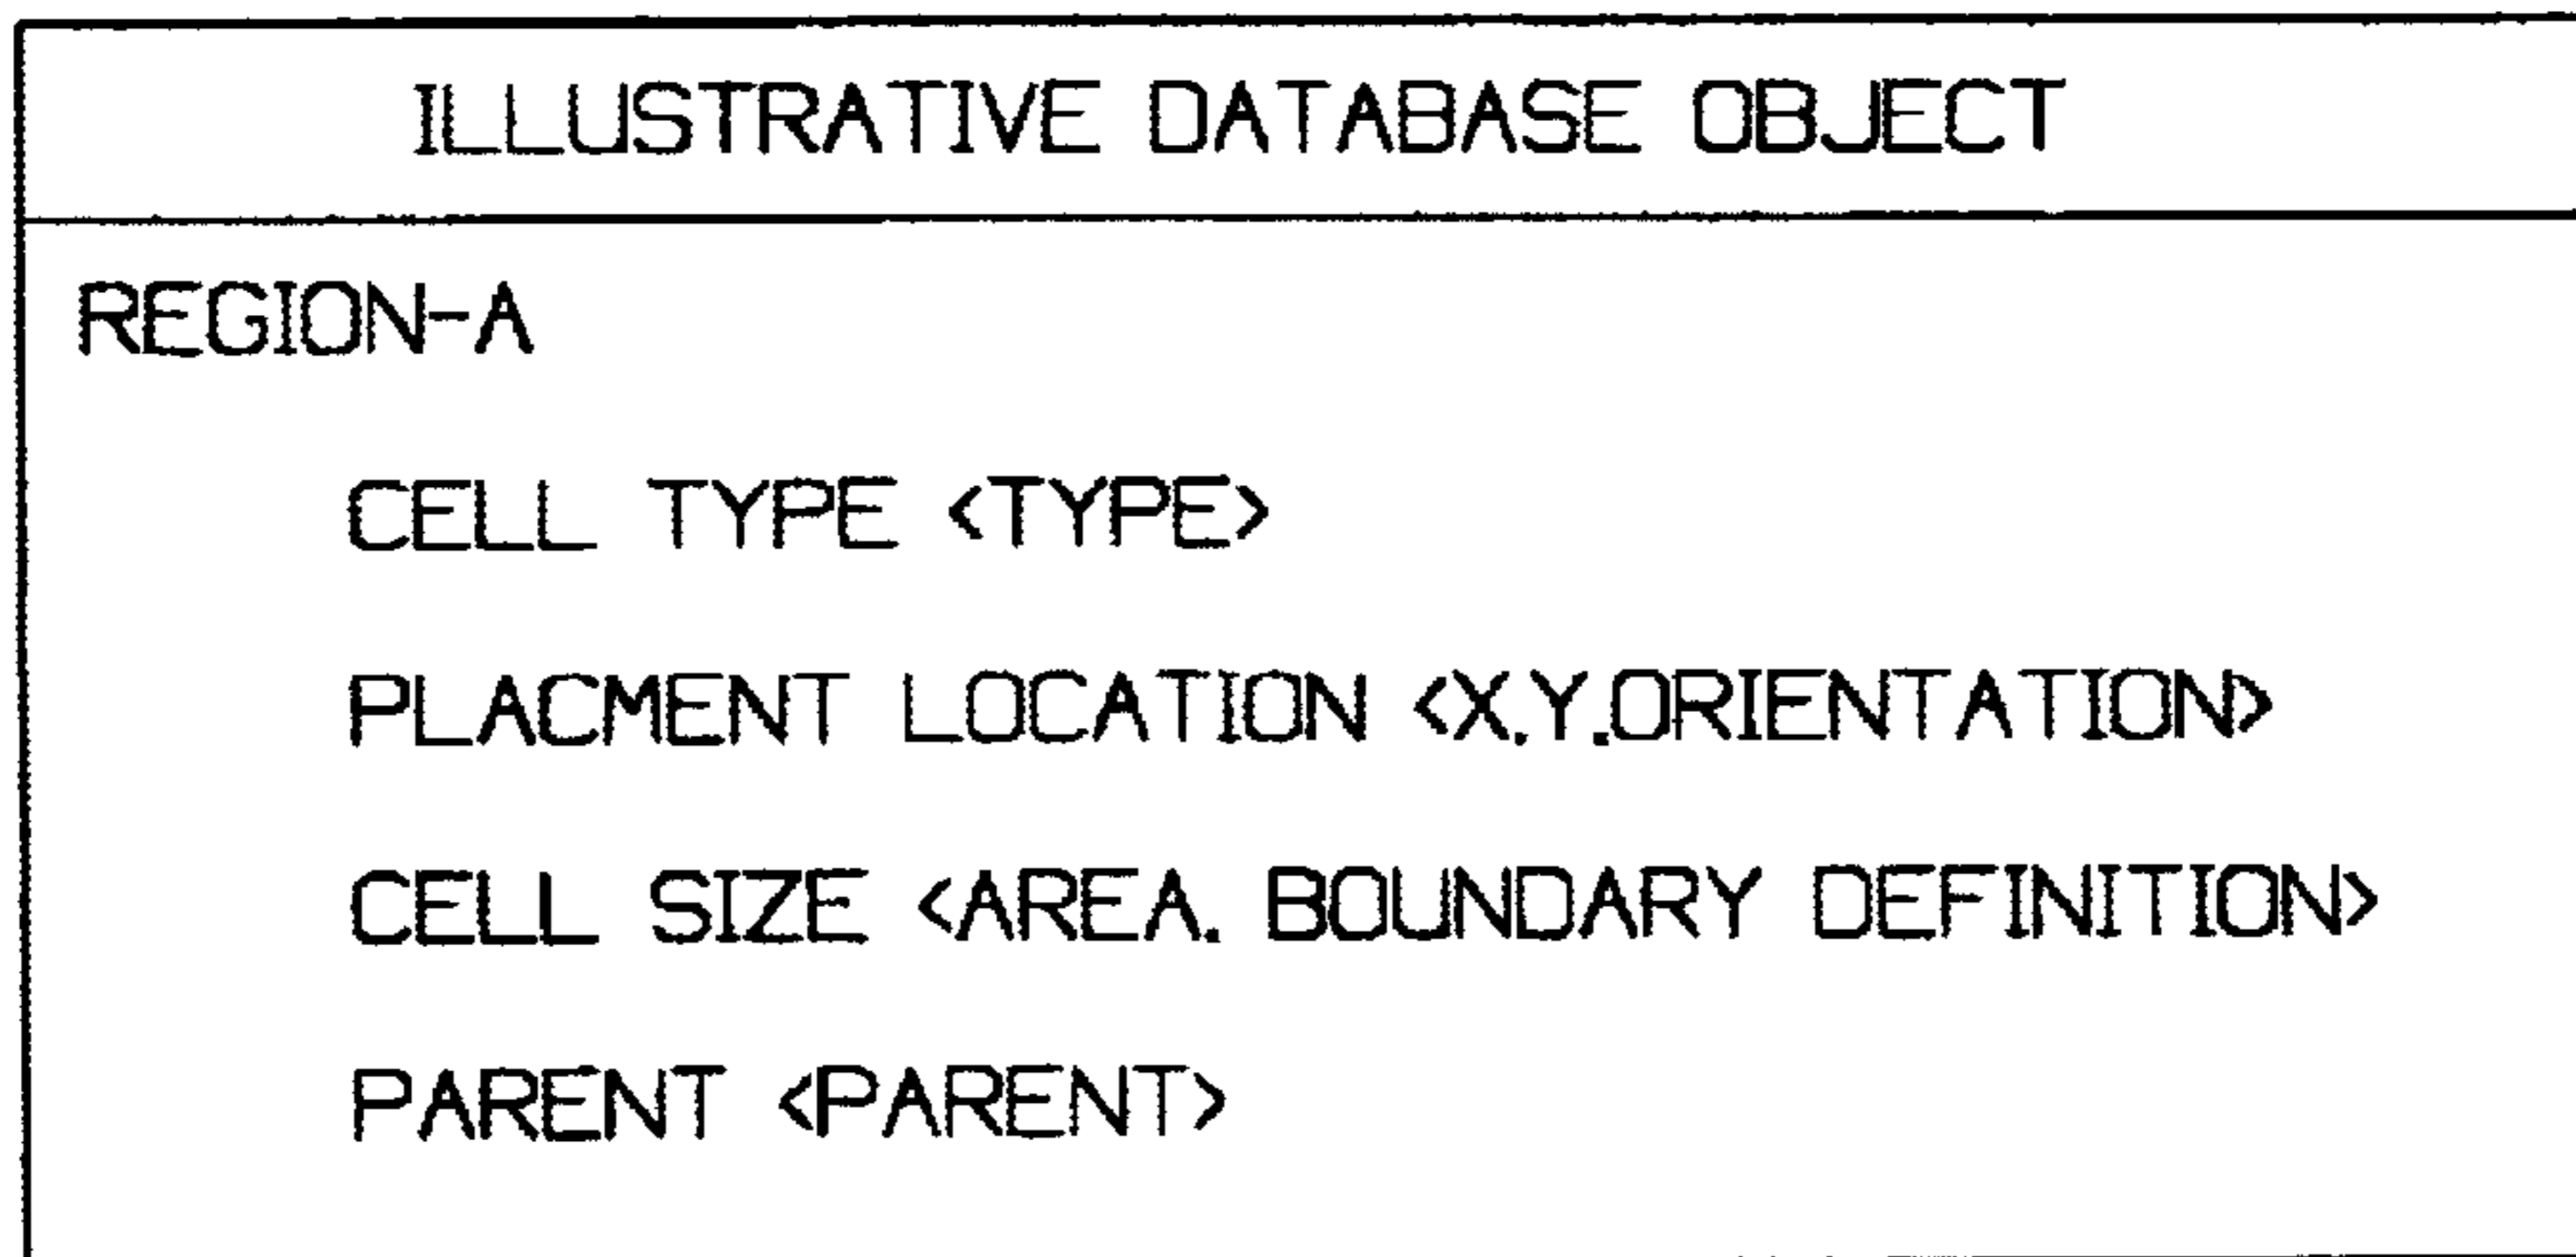 ILLUSTRATIVE DATABASE OBJECT
REGION-A
CELL TYPE <TYPE>
PLACMENT LOCATION <X.Y.ORIENTATION>
CELL SIZE <AREA. BOUNDARY DEFINITION>
PARENT <PARENT>